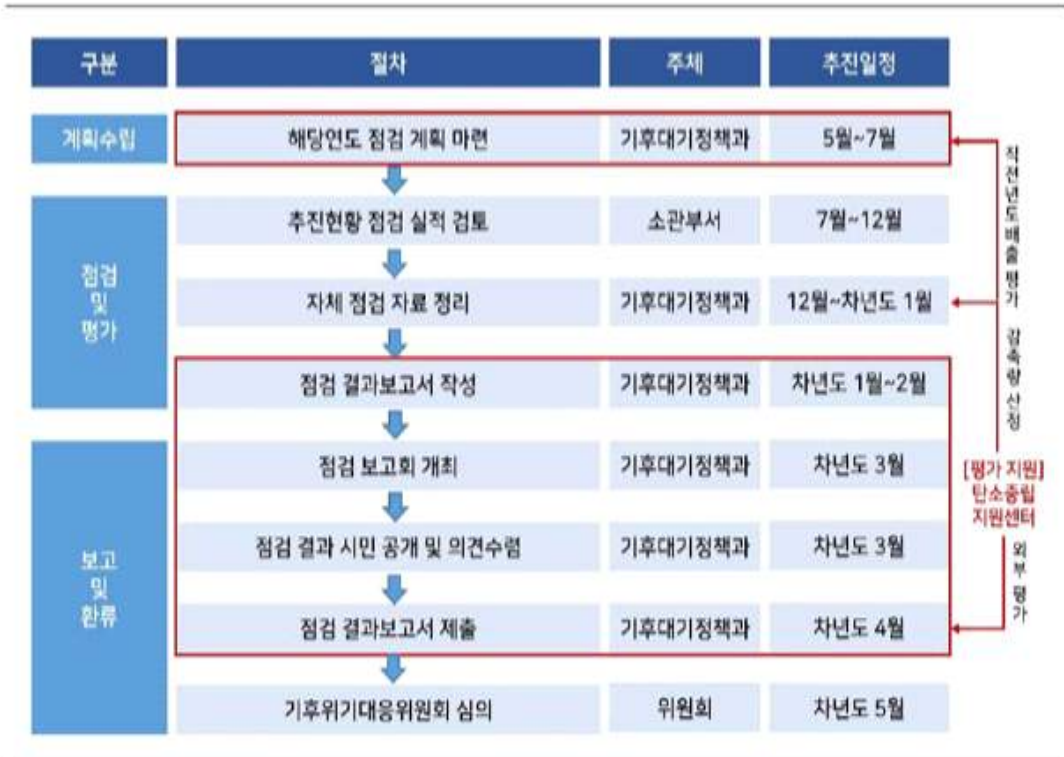 구분 절차 주체 추진일정
계획수립 해당연도 점검 계획 마련 기후대기정책과 5월~7월
점검
및
평가
추진현황 점검 실적 검토 소관부서 7월~12월
자체 점검 자료 정리 기후대기정책과 12월~차년도 1월
점검 결과보고서 작성 기후대기정책과 차년도 1월~2월
보고
및
환류
점검 보고회 개최 기후대기정책과 차년도 3월
점검 결과 시민 공개 및 의견수렴 기후대기정책과 차년도 3월
점검 결과보고서 제출 기후대기정책과 차년도 4월
기후위기대응위원회 심의 위원회 차년도 5월
직전년도배출 평가 감축량 산정
[평가 지원]
탄소중립
지원센터
외부 평가